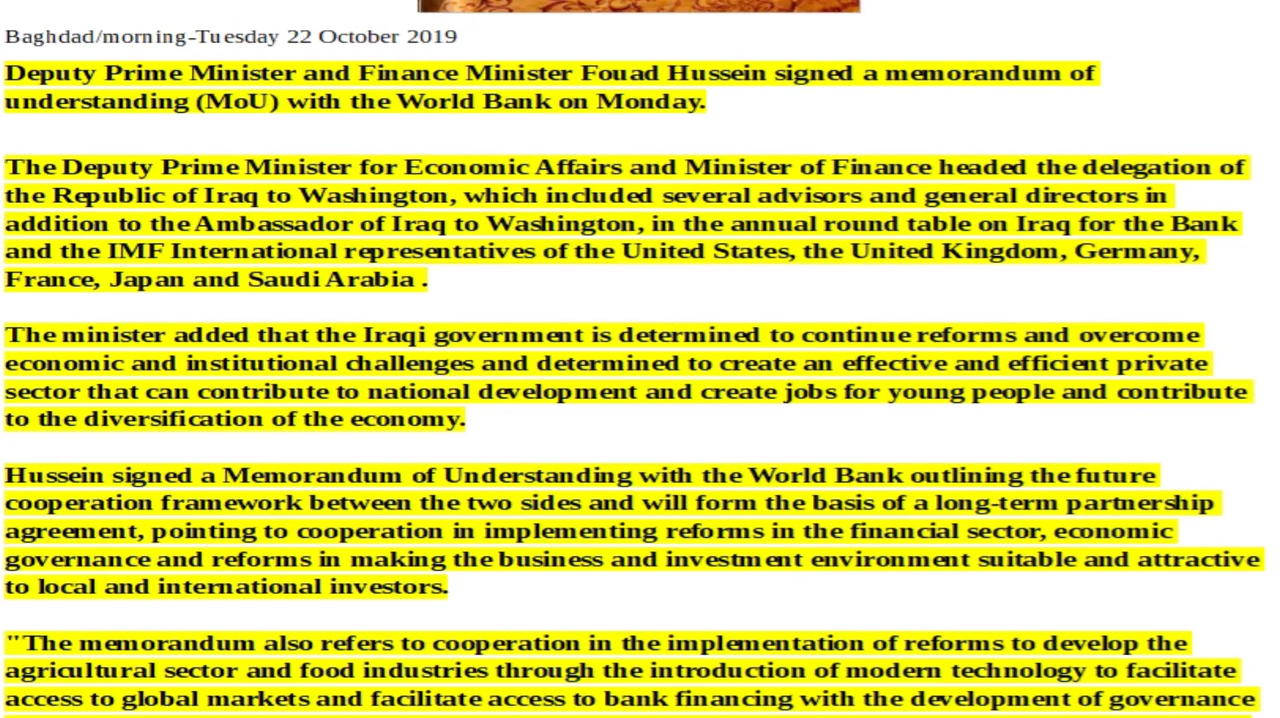 Baghdad/morning-Tuesday 22 October 2019
Deputy Prime Minister and Finance Minister Fouad Hussein signed a memorandum of
understanding (MoU) with the World Bank on Monday.
The Deputy Prime Minister for Economic Affairs and Minister of Finance headed the delegation of
the Republic of Iraq to Washington, which included several advisors and general directors in
addition to the Ambassador of Iraq to Washington, in the annual round table on Iraq for the Bank
and the IMF International representatives of the United States, the United Kingdom, Germany,
France, Japan and Saudi Arabia .
The minister added that the Iraqi government is determined to continue reforms and overcome
economic and institutional challenges and determined to create an effective and efficient private
sector that can contribute to national development and create jobs for young people and contribute
to the diversification of the economy.
Hussein signed a Memorandum of Understanding with the World Bank outlining the future
cooperation framework between the two sides and will form the basis of a long-term partnership
agreement, pointing to cooperation in implementing reforms in the financial sector, economic
governance and reforms in making the business and investment environment suitable and attractive
to local and international investors.
"The memorandum also refers to cooperation in the implementation of reforms to develop the
agricultural sector and food industries through the introduction of modern technology to facilitate
access to global markets and facilitate access to bank financing with the development of governance